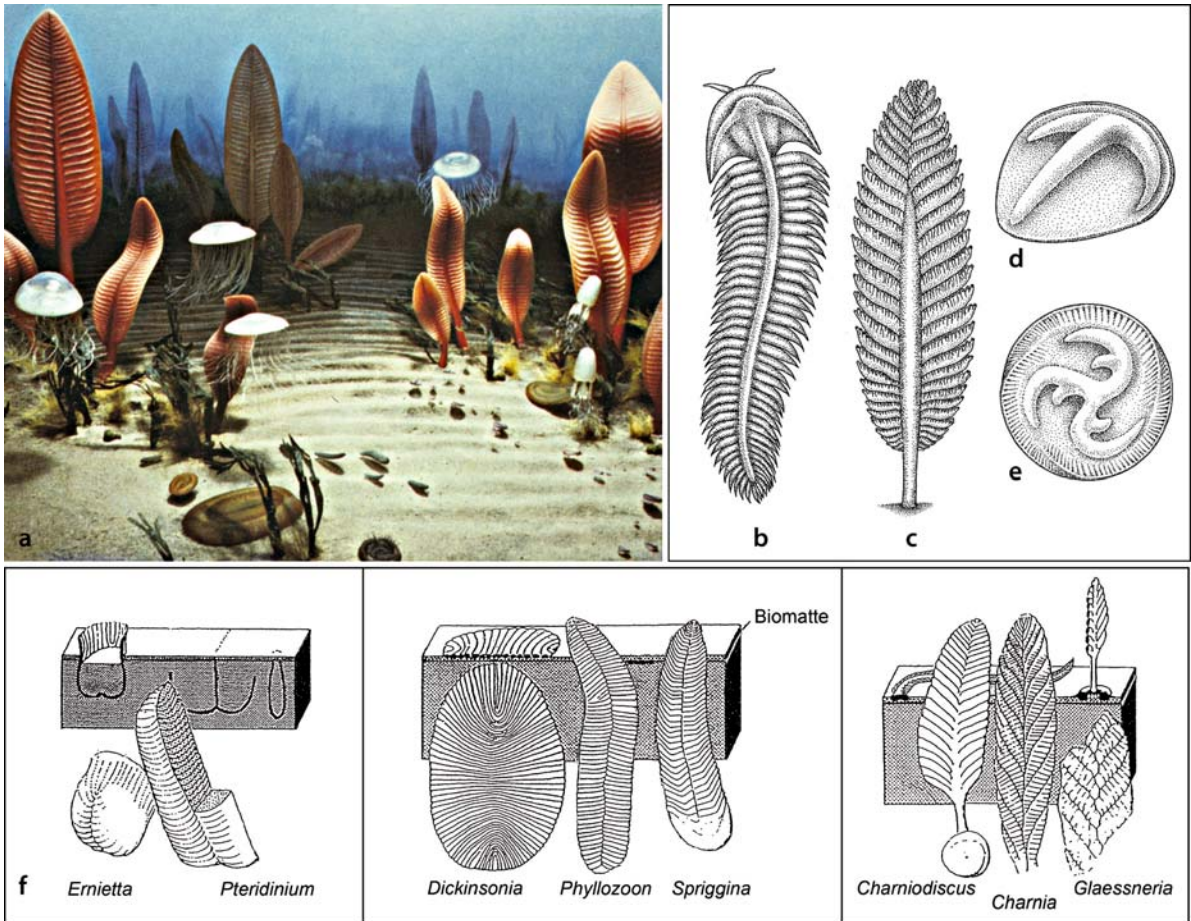 a
b
c
d
e
f
Biomatte
Ernietta
Pteridinium
Dickinsonia
Phyllozoon
Spriggina
Charniodiscus
Charnia
Glaessneria